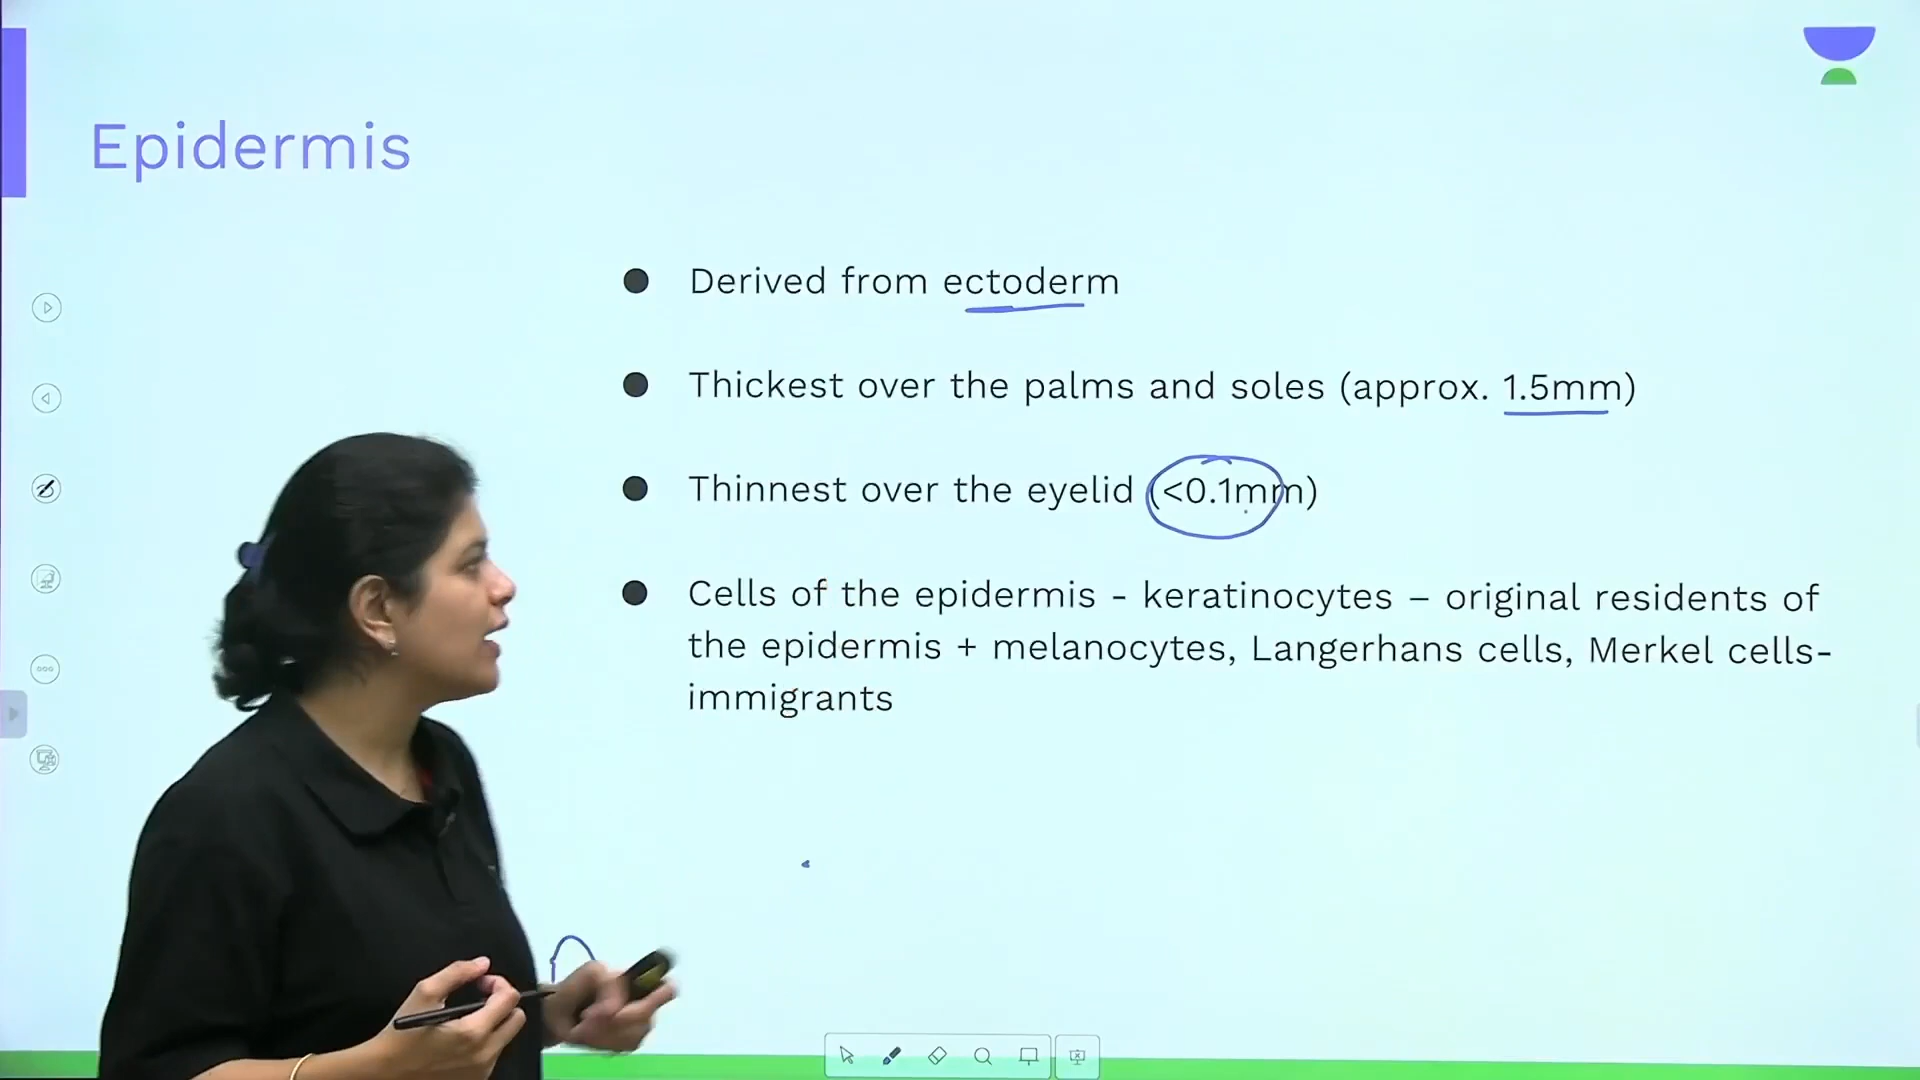 Epidermis
● Derived from ectoderm
● Thickest over the palms and soles (approx. 1.5mm)
● Thinnest over the eyelid (<0.1mm)
● Cells of the epidermis - keratinocytes – original residents of
the epidermis + melanocytes, Langerhans cells, Merkel cells-
immigrants